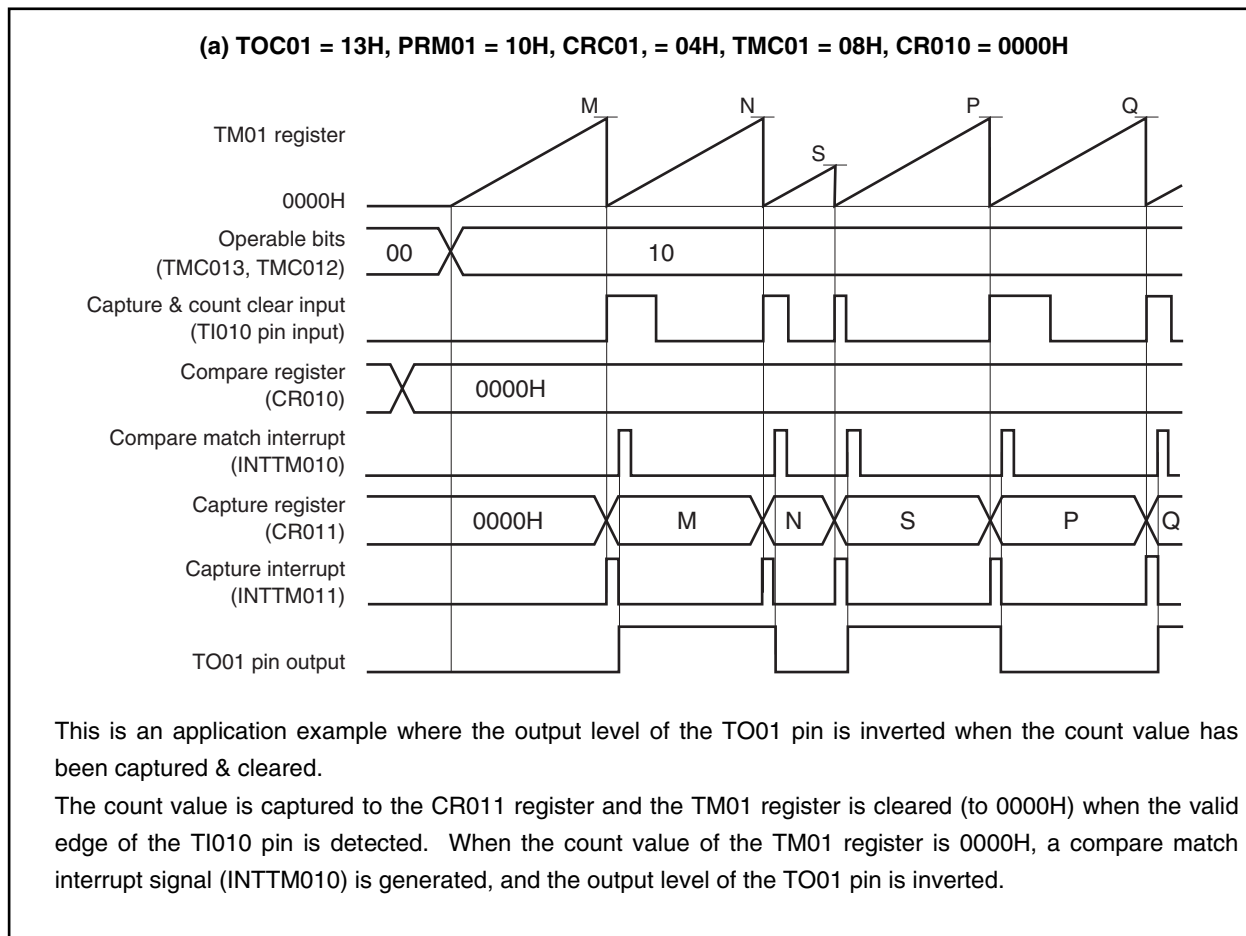 (a) TOC01 = 13H, PRM01 = 10H, CRC01, = 04H, TMC01 = 08H, CR010 = 0000H
M
N
S
P
Q
TM01 register
0000H
Operable bits
(TMC013, TMC012)
00
10
Capture & count clear input
(TI010 pin input)
Compare register
(CR010)
0000H
Compare match interrupt
(INTTM010)
Capture register
(CR011)
0000H
M
N
S
P
Q
Capture interrupt
(INTTM011)
TO01 pin output
This is an application example where the output level of the TO01 pin is inverted when the count value has
been captured & cleared.
The count value is captured to the CR011 register and the TM01 register is cleared (to 0000H) when the valid
edge of the TI010 pin is detected. When the count value of the TM01 register is 0000H, a compare match
interrupt signal (INTTM010) is generated, and the output level of the TO01 pin is inverted.